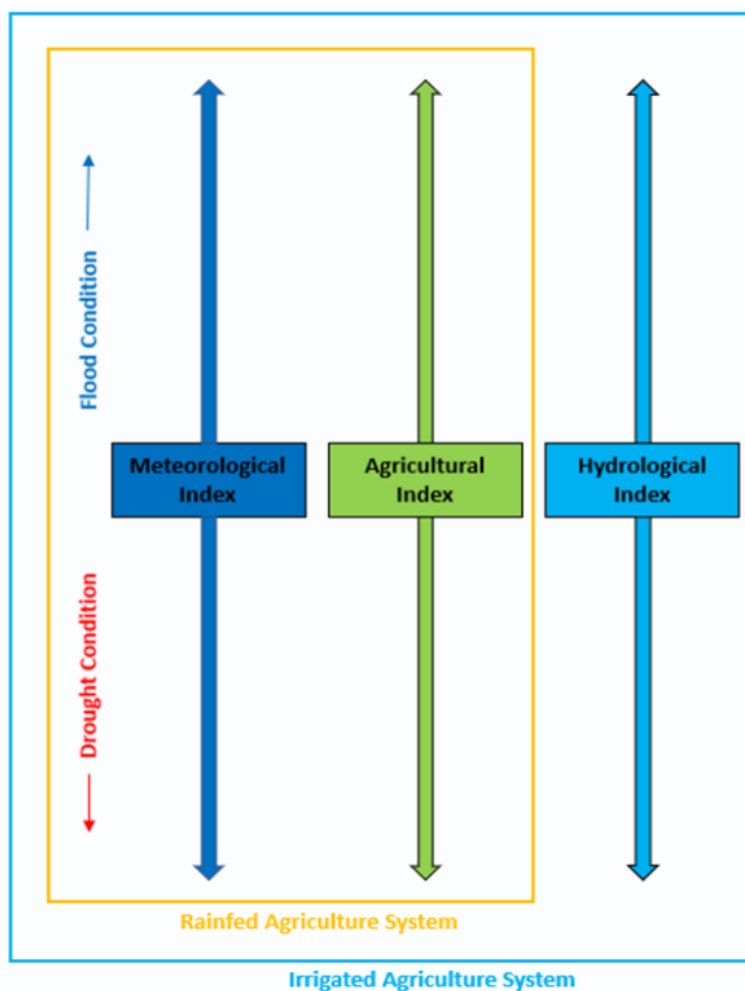 Flood Condition
Meteorological
Index
Agricultural
Index
Hydrological
Index
Drought Condition
Rainfed Agriculture System
Irrigated Agriculture System